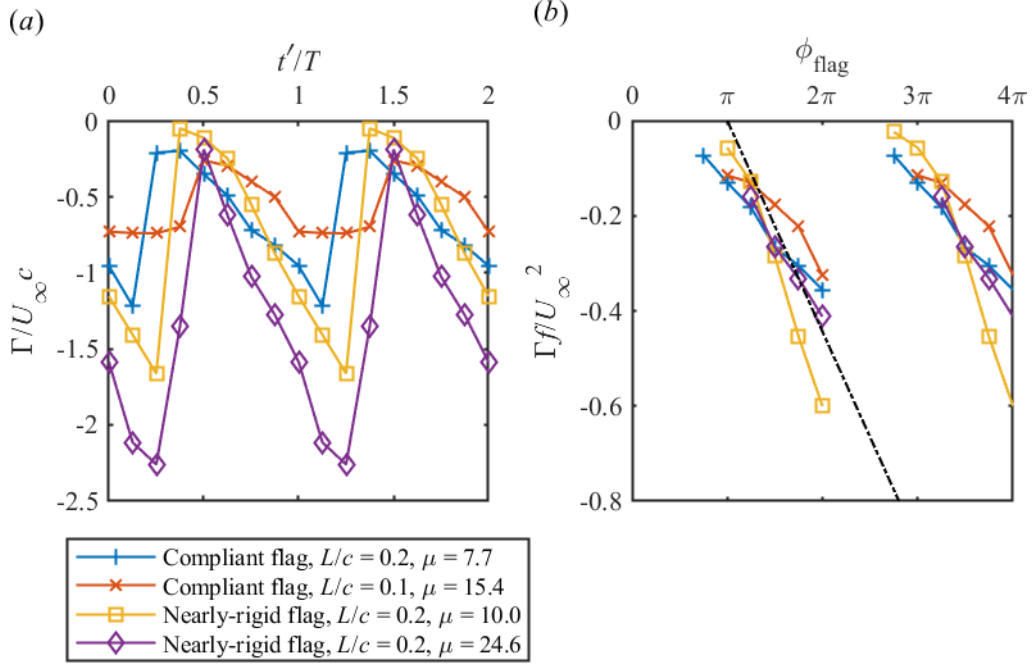 (a)
t′/T
0 0.5 1 1.5 2
0
-0.5
-1
-1.5
-2
-2.5
Γ/U∞c
(b)
ϕflag
0 π 2π 3π 4π
0
-0.2
-0.4
-0.6
-0.8
Γf/U∞²
Compliant flag, L/c = 0.2, μ = 7.7
Compliant flag, L/c = 0.1, μ = 15.4
Nearly-rigid flag, L/c = 0.2, μ = 10.0
Nearly-rigid flag, L/c = 0.2, μ = 24.6